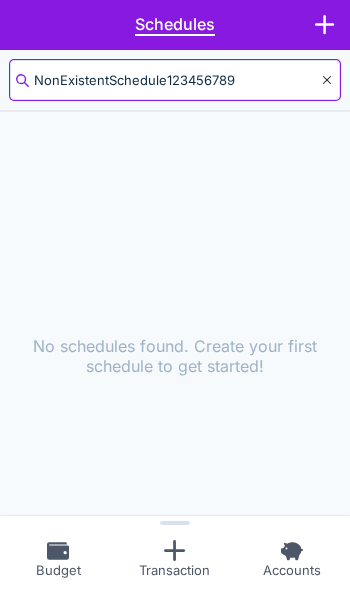 Schedules
NonExistentSchedule123456789
No schedules found. Create your first
schedule to get started!
Budget
Transaction
Accounts